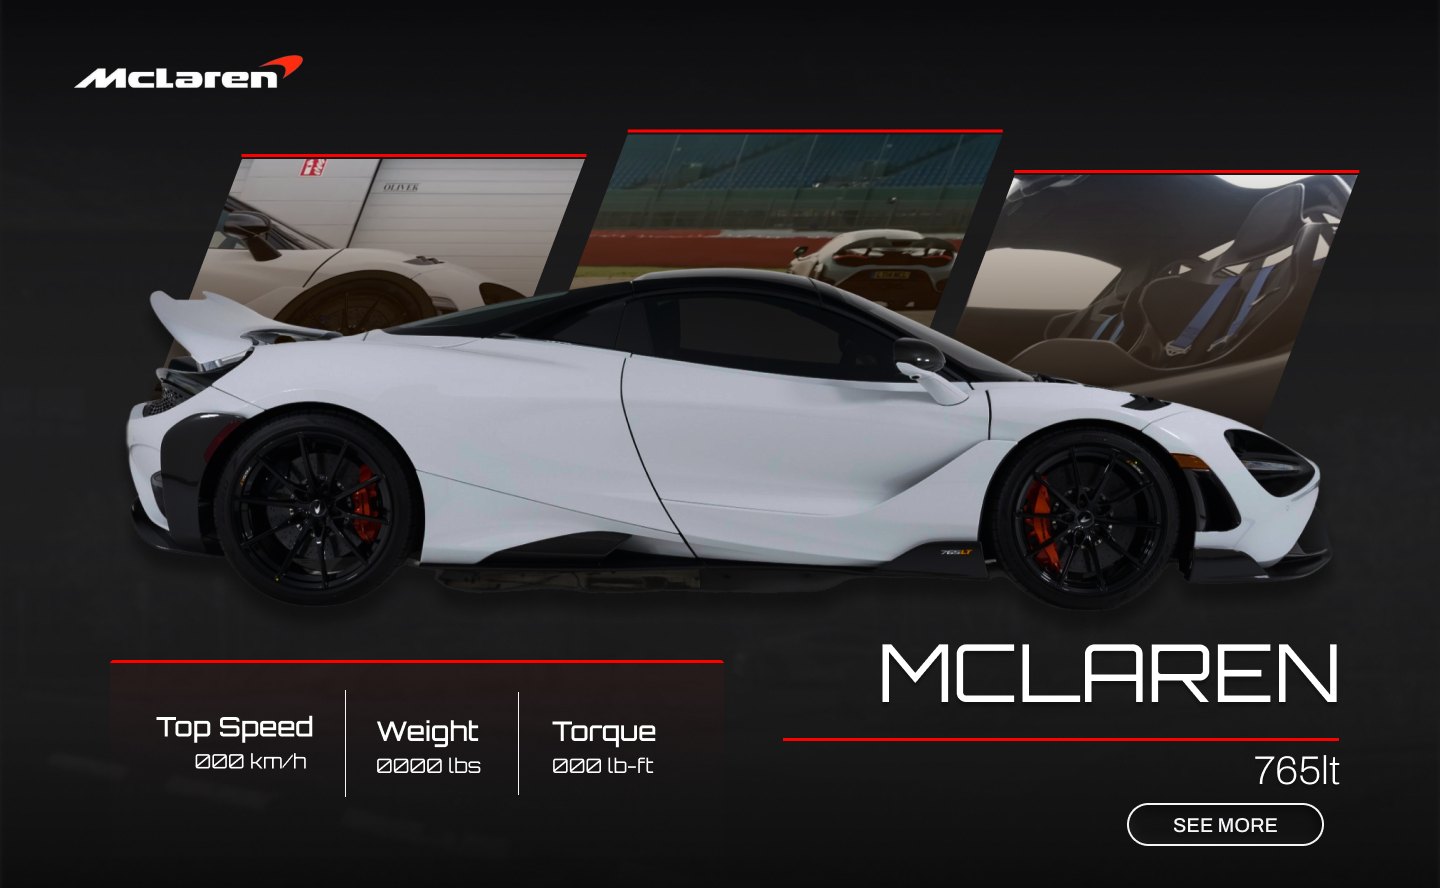 McLaren
OLIVER
765LT
MCLAREN
Top Speed
000 km/h
Weight
0000 lbs
Torque
000 lb-ft
765lt
SEE MORE